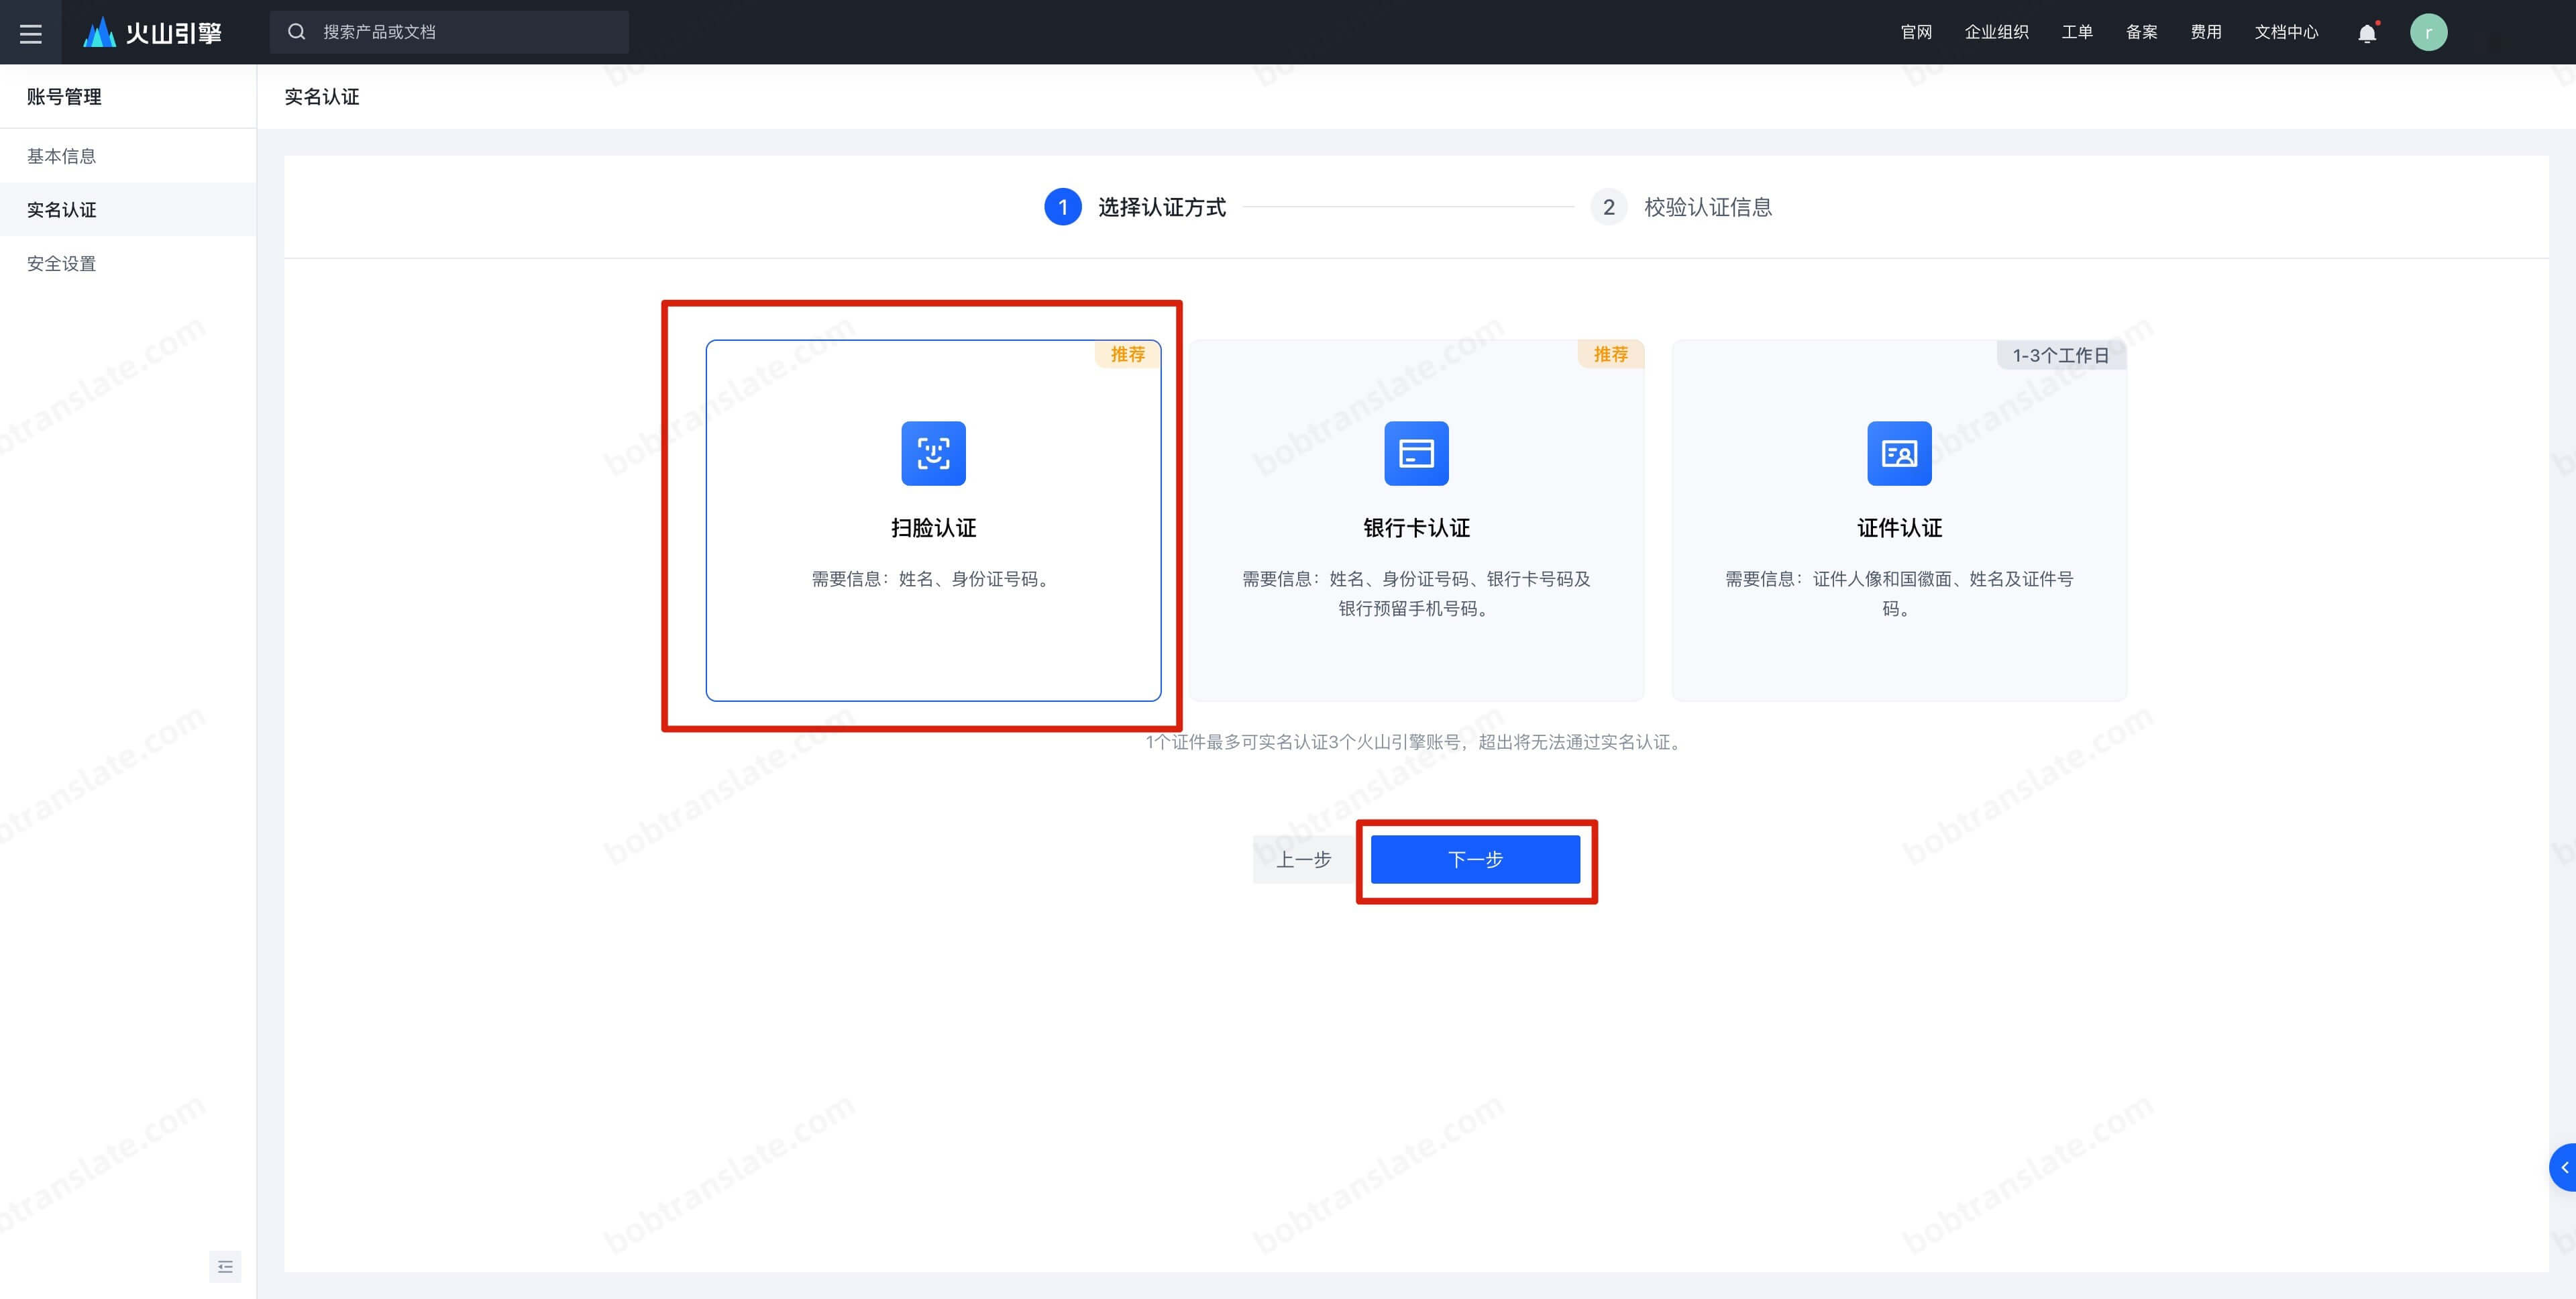 火山引擎
搜索产品或文档
官网
企业组织
工单
备案
费用
文档中心
r
账号管理
基本信息
实名认证
安全设置
实名认证
1 选择认证方式
2 校验认证信息
推荐
扫脸认证
需要信息：姓名、身份证号码。
推荐
银行卡认证
需要信息：姓名、身份证号码、银行卡号码及
银行预留手机号码。
1-3个工作日
证件认证
需要信息：证件人像和国徽面、姓名及证件号
码。
1个证件最多可实名认证3个火山引擎账号，超出将无法通过实名认证。
上一步
下一步
bobtranslate.com